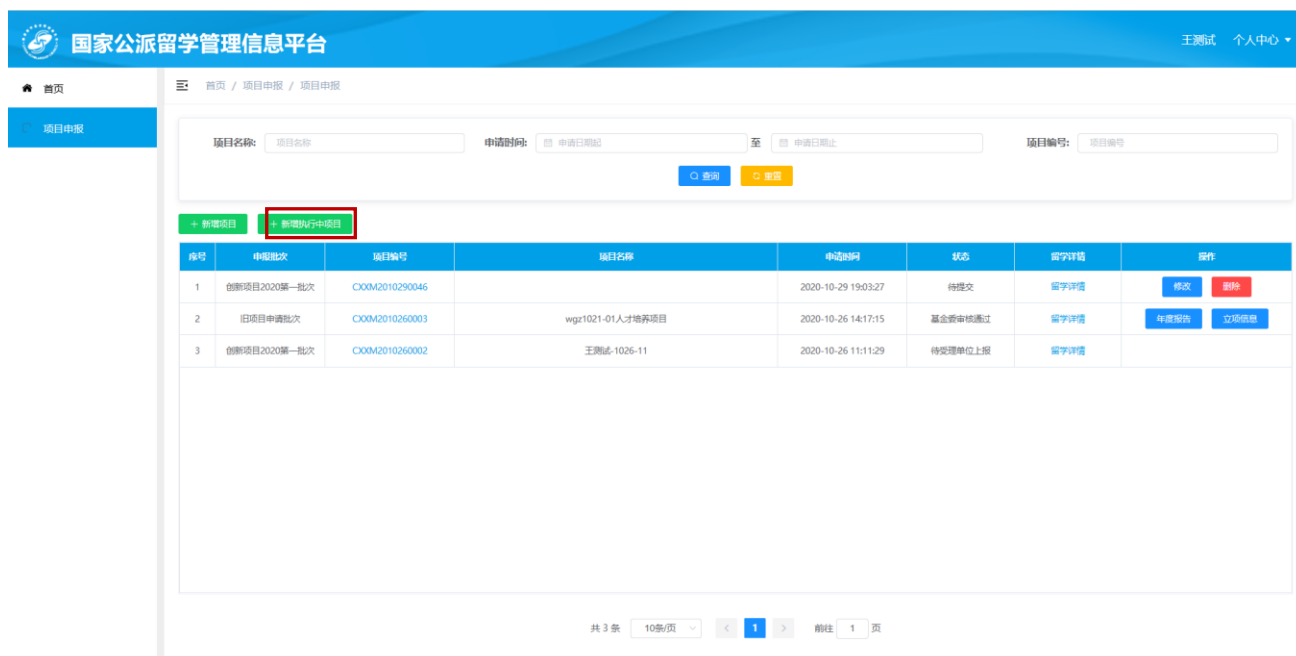 国家公派留学管理信息平台
王测试 个人中心
首页
首页 / 项目申报 / 项目申报
项目申报
项目名称: 项目名称 申请时间: 申请日期起 至 申请日期止 项目编号: 项目编号
查询 重置
+ 新增项目 + 新增执行中项目
序号 申报批次 项目编号 项目名称 申请时间 状态 留学详情 操作
1 创新项目2020第一批次 CXXM2010290046 2020-10-29 19:03:27 待提交 留学详情 修改 删除
2 旧项目申请批次 CXXM2010260003 wgz1021-01人才培养项目 2020-10-26 14:17:15 基金委审核通过 留学详情 年度报告 立项信息
3 创新项目2020第一批次 CXXM2010260002 王测试-1026-11 2020-10-26 11:11:29 待受理单位上报 留学详情
共 3 条 10条/页 < 1 > 前往 1 页